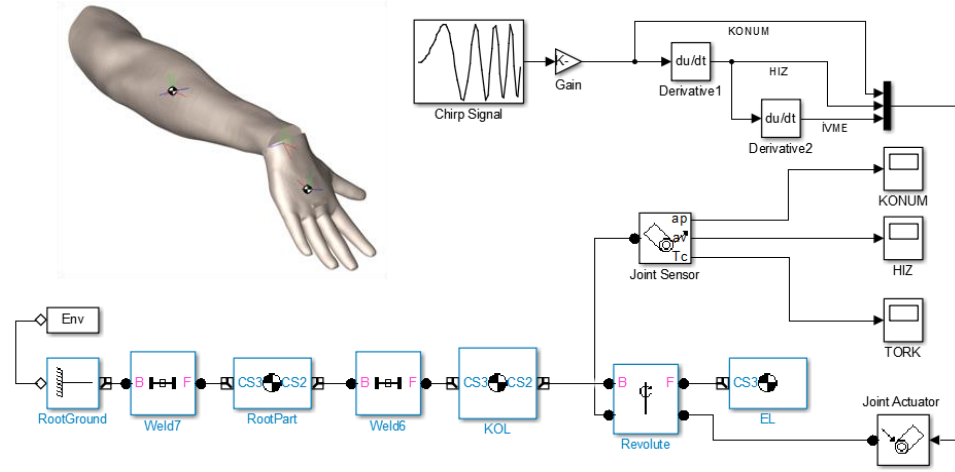 KONUM
K-
du/dt
HIZ
Gain
Derivative1
Chirp Signal
du/dt
İVME
Derivative2
KONUM
ap
av
Tc
Joint Sensor
HIZ
Env
TORK
B F
CS3 CS2
B F
CS3 CS2
B F
CS3
RootGround
Weld7
RootPart
Weld6
KOL
Revolute
EL
Joint Actuator